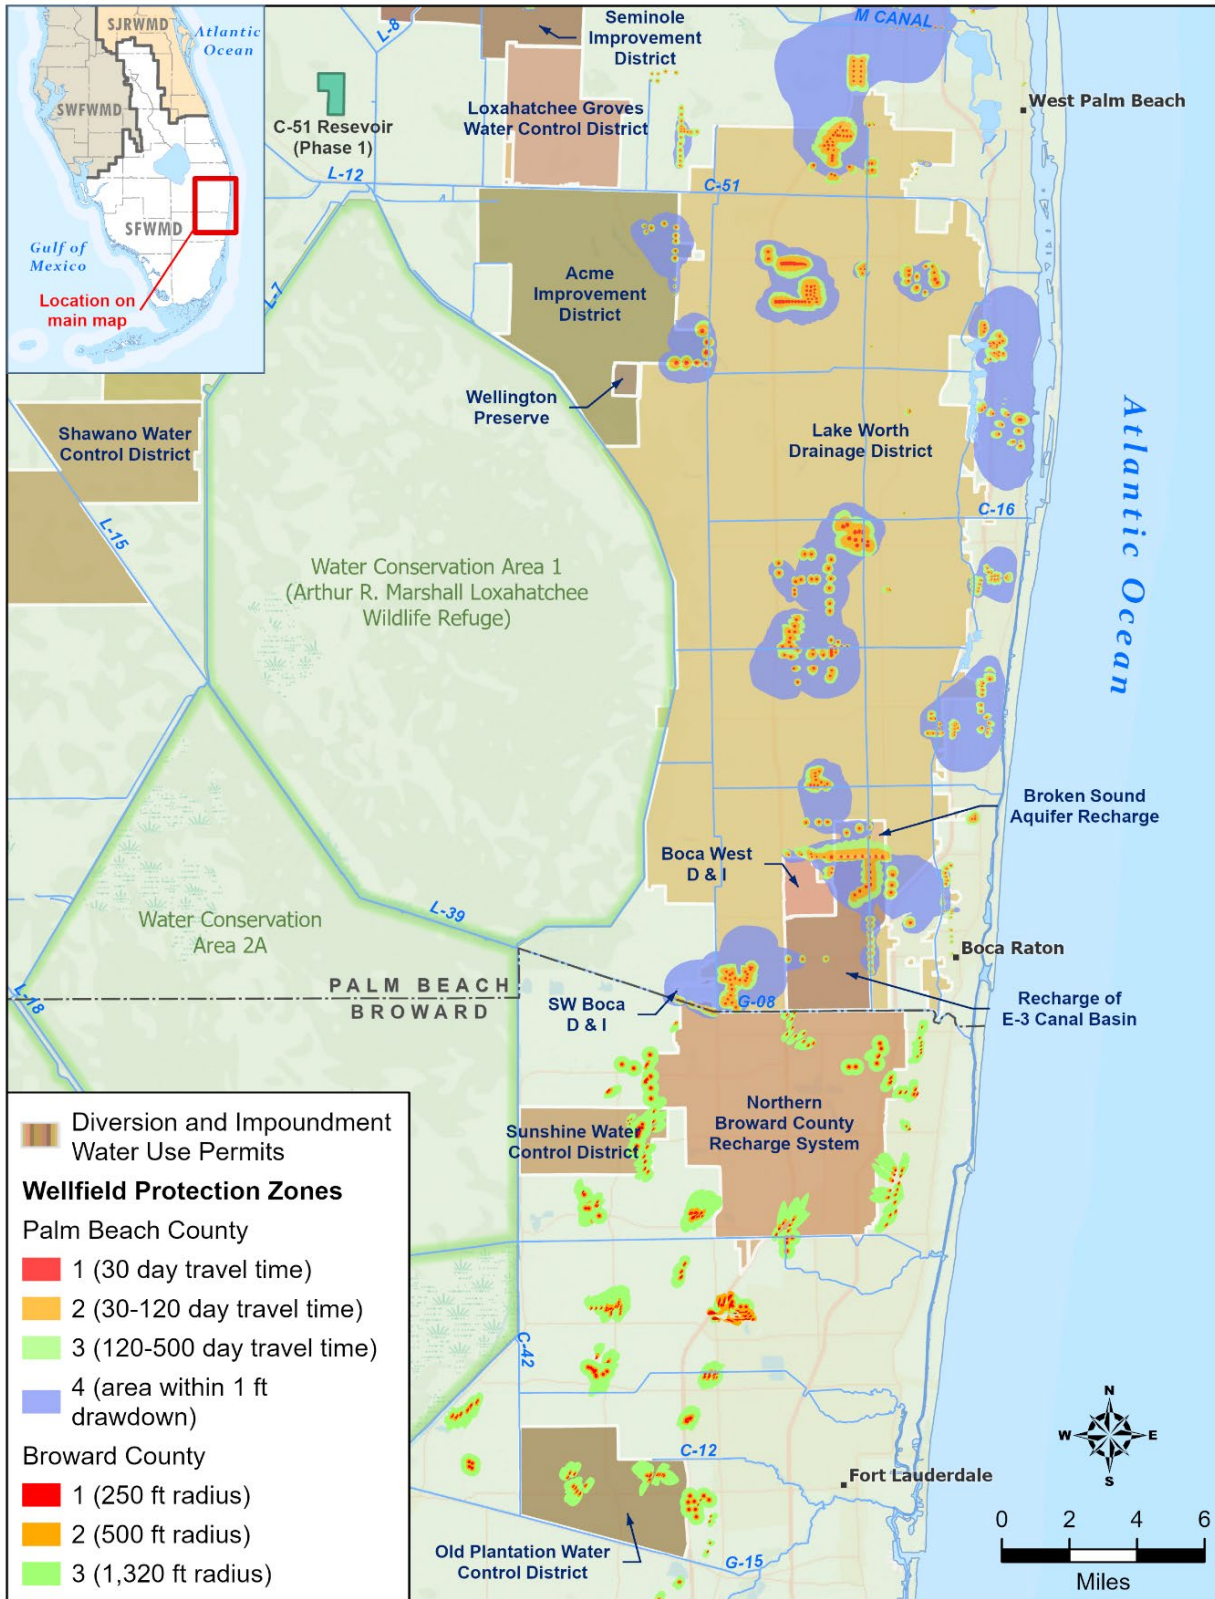 SJRWMD
Atlantic
Ocean
SWFWMD
SFWMD
Gulf of
Mexico
Location on
main map
L-8
Seminole
Improvement
District
M CANAL
C-51 Resevoir
(Phase 1)
Loxahatchee Groves
Water Control District
West Palm Beach
L-12
C-51
L-7
Acme
Improvement
District
Wellington
Preserve
Shawano Water
Control District
Lake Worth
Drainage District
Atlantic Ocean
L-15
C-16
Water Conservation Area 1
(Arthur R. Marshall Loxahatchee
Wildlife Refuge)
Broken Sound
Aquifer Recharge
Boca West
D & I
L-39
Water Conservation
Area 2A
Boca Raton
L-18
PALM BEACH
BROWARD
SW Boca
D & I
G-08
Recharge of
E-3 Canal Basin
Northern
Broward County
Recharge System
Sunshine Water
Control District
C-42
C-12
Fort Lauderdale
Old Plantation Water
Control District
G-15
Diversion and Impoundment
Water Use Permits
Wellfield Protection Zones
Palm Beach County
1 (30 day travel time)
2 (30-120 day travel time)
3 (120-500 day travel time)
4 (area within 1 ft
drawdown)
Broward County
1 (250 ft radius)
2 (500 ft radius)
3 (1,320 ft radius)
N
W
E
S
0 2 4 6
Miles